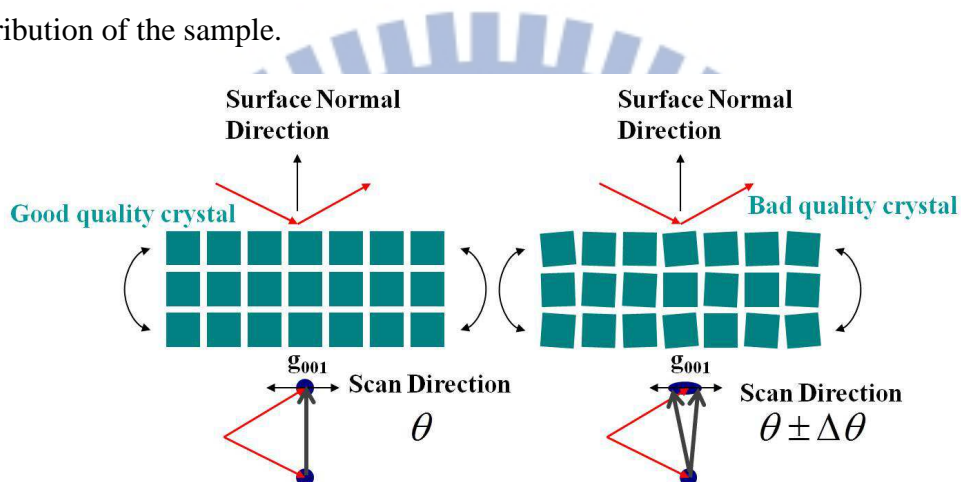 ribution of the sample.
Surface Normal
Direction
Surface Normal
Direction
Good quality crystal
Bad quality crystal
g001
g001
Scan Direction
θ
Scan Direction
θ ± Δθ